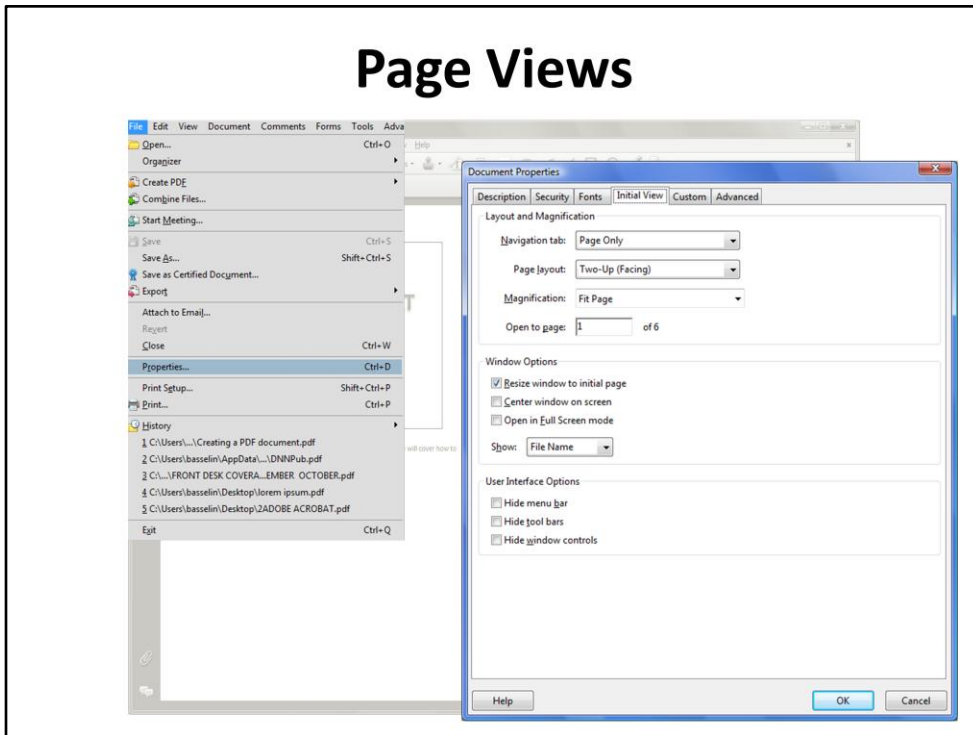 Page Views
File Edit View Document Comments Forms Tools Adva
Help
Open... Ctrl+O
Organizer
Create PDF
Combine Files...
Start Meeting...
Save Ctrl+S
Save As... Shift+Ctrl+S
Save as Certified Document...
Export
Attach to Email...
Revert
Close Ctrl+W
Properties... Ctrl+D
Print Setup... Shift+Ctrl+P
Print... Ctrl+P
History
1 C:\Users\...\Creating a PDF document.pdf
2 C:\Users\basselin\AppData\...\DNNPub.pdf
3 C:\...\FRONT DESK COVERA...EMBER OCTOBER.pdf
4 C:\Users\basselin\Desktop\lorem ipsum.pdf
5 C:\Users\basselin\Desktop\2ADOBE ACROBAT.pdf
Exit Ctrl+Q
T
will cover how to
Document Properties
Description Security Fonts Initial View Custom Advanced
Layout and Magnification
Navigation tab: Page Only
Page layout: Two-Up (Facing)
Magnification: Fit Page
Open to page: 1 of 6
Window Options
Resize window to initial page
Center window on screen
Open in Full Screen mode
Show: File Name
User Interface Options
Hide menu bar
Hide tool bars
Hide window controls
Help OK Cancel